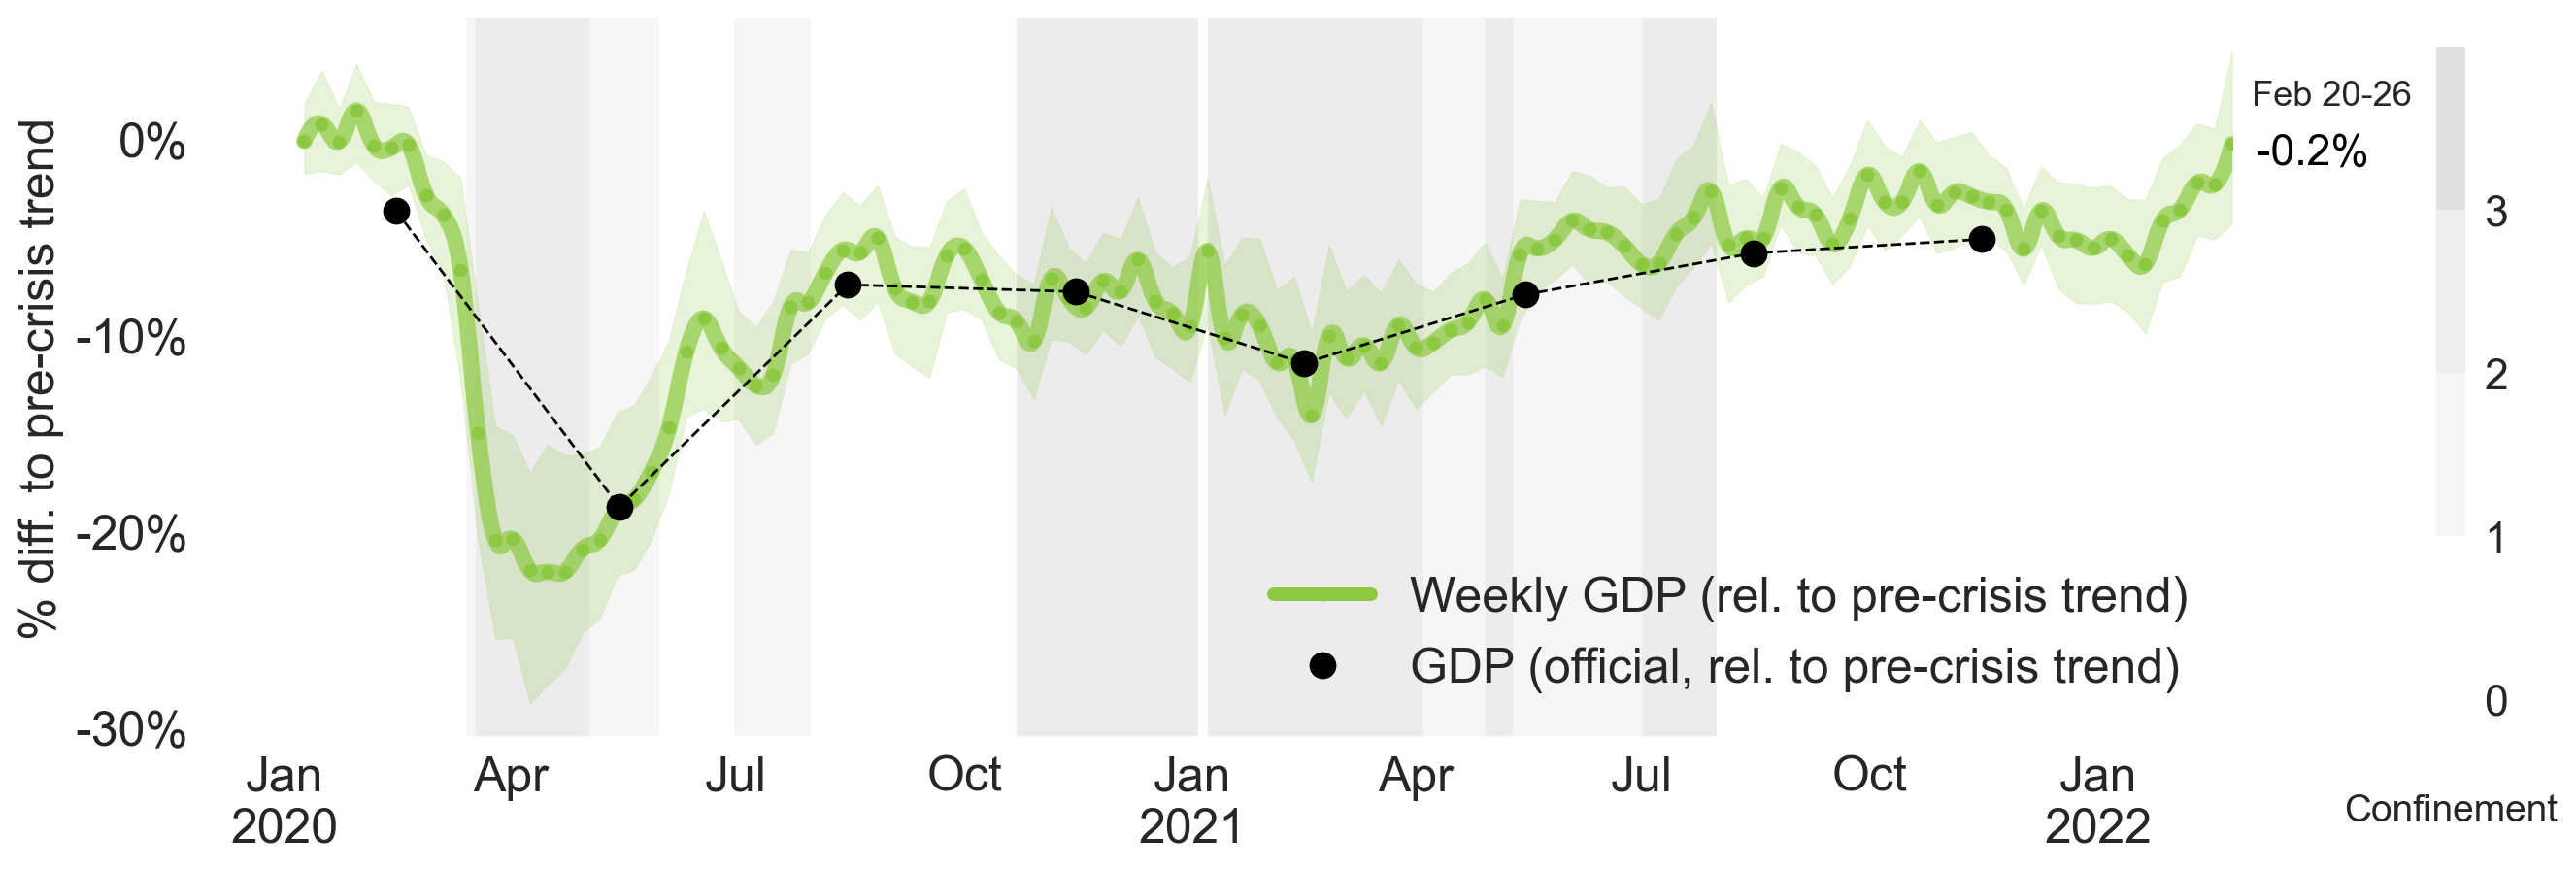 % diff. to pre-crisis trend
0%
-10%
-20%
-30%
Feb 20-26
-0.2%
Weekly GDP (rel. to pre-crisis trend)
GDP (official, rel. to pre-crisis trend)
Jan Apr Jul Oct Jan Apr Jul Oct Jan
2020 2021 2022
3
2
1
0
Confinement